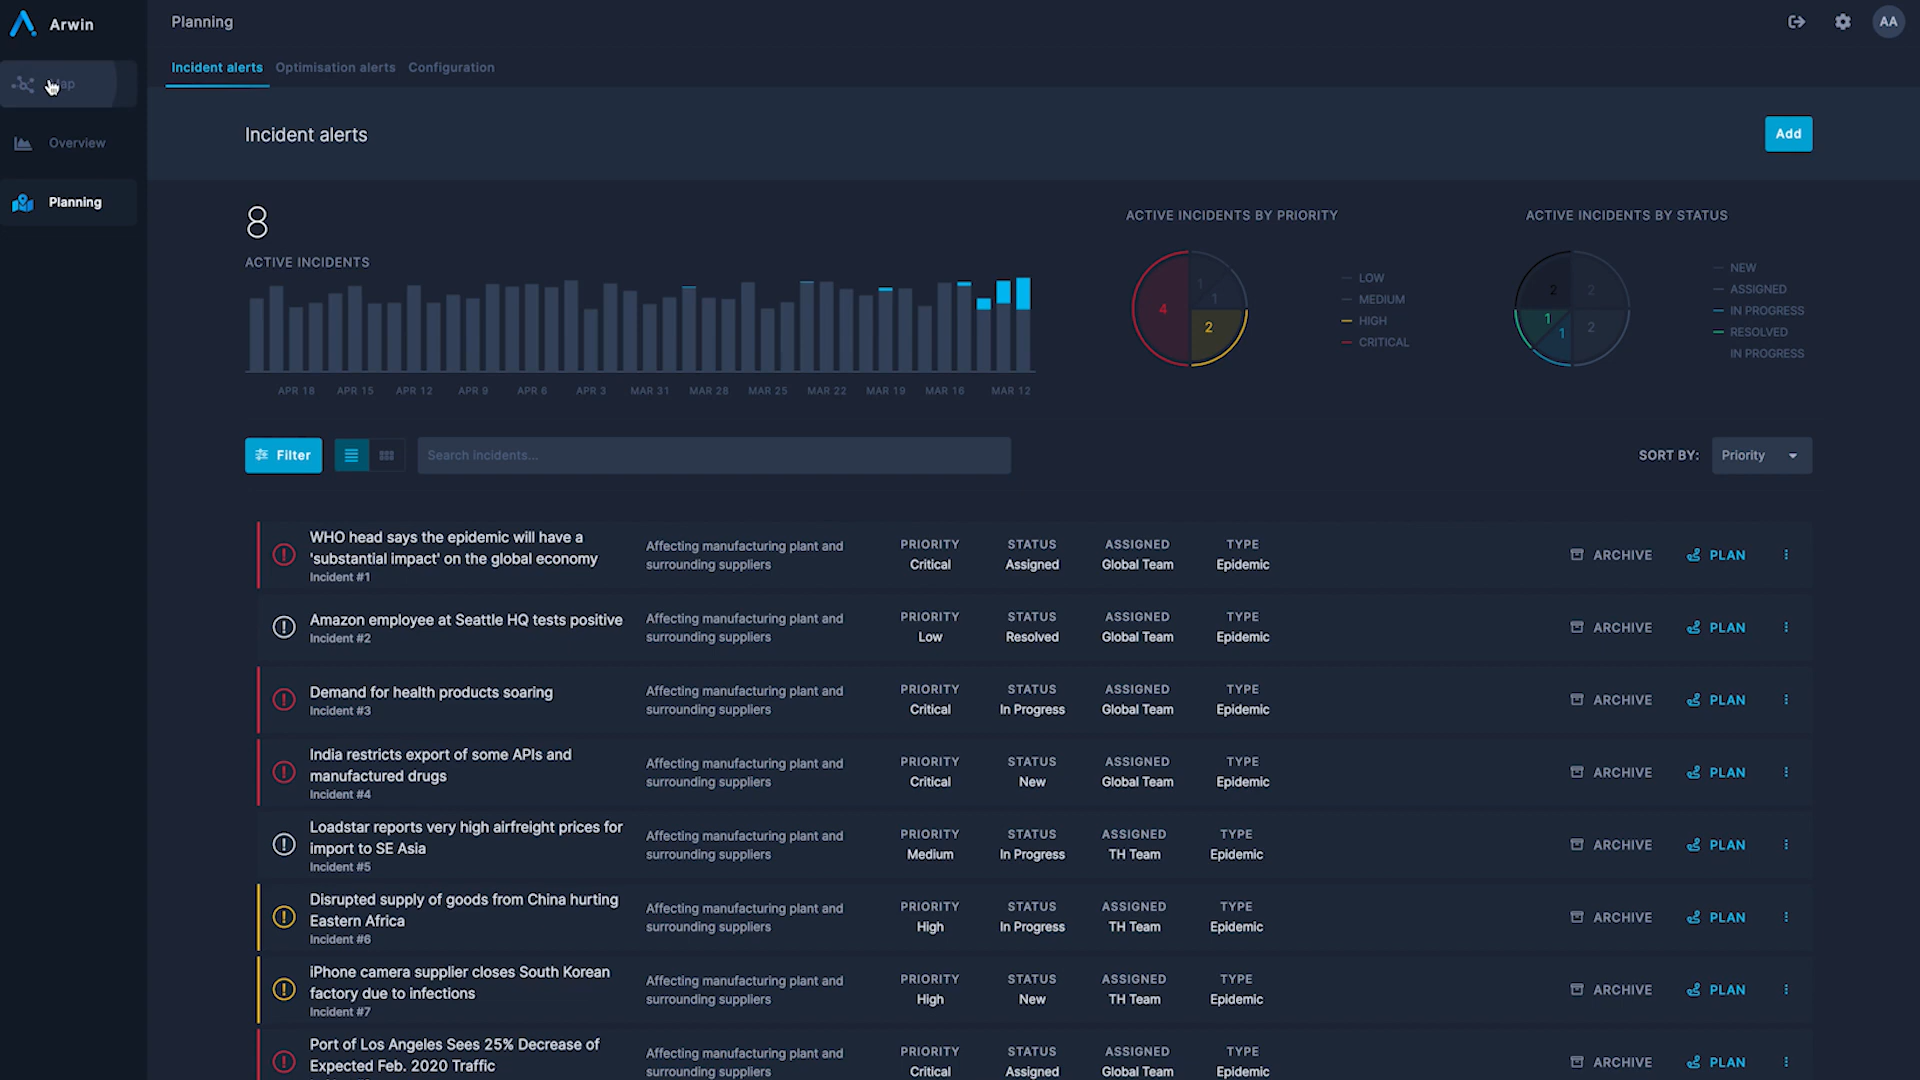 Arwin
Planning
AA
Map
Incident alerts Optimisation alerts Configuration
Overview
Incident alerts
Add
Planning
8
ACTIVE INCIDENTS
APR 18 APR 15 APR 12 APR 9 APR 6 APR 3 MAR 31 MAR 28 MAR 25 MAR 22 MAR 19 MAR 16 MAR 12
ACTIVE INCIDENTS BY PRIORITY
4 1 1 2
LOW
MEDIUM
HIGH
CRITICAL
ACTIVE INCIDENTS BY STATUS
2 2 1 1 2
NEW
ASSIGNED
IN PROGRESS
RESOLVED
IN PROGRESS
Filter
Search incidents...
SORT BY: Priority
WHO head says the epidemic will have a
'substantial impact' on the global economy
Incident #1
Affecting manufacturing plant and
surrounding suppliers
PRIORITY STATUS ASSIGNED TYPE
Critical Assigned Global Team Epidemic
ARCHIVE PLAN
Amazon employee at Seattle HQ tests positive
Incident #2
Affecting manufacturing plant and
surrounding suppliers
PRIORITY STATUS ASSIGNED TYPE
Low Resolved Global Team Epidemic
ARCHIVE PLAN
Demand for health products soaring
Incident #3
Affecting manufacturing plant and
surrounding suppliers
PRIORITY STATUS ASSIGNED TYPE
Critical In Progress Global Team Epidemic
ARCHIVE PLAN
India restricts export of some APIs and
manufactured drugs
Incident #4
Affecting manufacturing plant and
surrounding suppliers
PRIORITY STATUS ASSIGNED TYPE
Critical New Global Team Epidemic
ARCHIVE PLAN
Loadstar reports very high airfreight prices for
import to SE Asia
Incident #5
Affecting manufacturing plant and
surrounding suppliers
PRIORITY STATUS ASSIGNED TYPE
Medium In Progress TH Team Epidemic
ARCHIVE PLAN
Disrupted supply of goods from China hurting
Eastern Africa
Incident #6
Affecting manufacturing plant and
surrounding suppliers
PRIORITY STATUS ASSIGNED TYPE
High In Progress TH Team Epidemic
ARCHIVE PLAN
iPhone camera supplier closes South Korean
factory due to infections
Incident #7
Affecting manufacturing plant and
surrounding suppliers
PRIORITY STATUS ASSIGNED TYPE
High New TH Team Epidemic
ARCHIVE PLAN
Port of Los Angeles Sees 25% Decrease of
Expected Feb. 2020 Traffic
Affecting manufacturing plant and
surrounding suppliers
PRIORITY STATUS ASSIGNED TYPE
Critical Assigned Global Team Epidemic
ARCHIVE PLAN